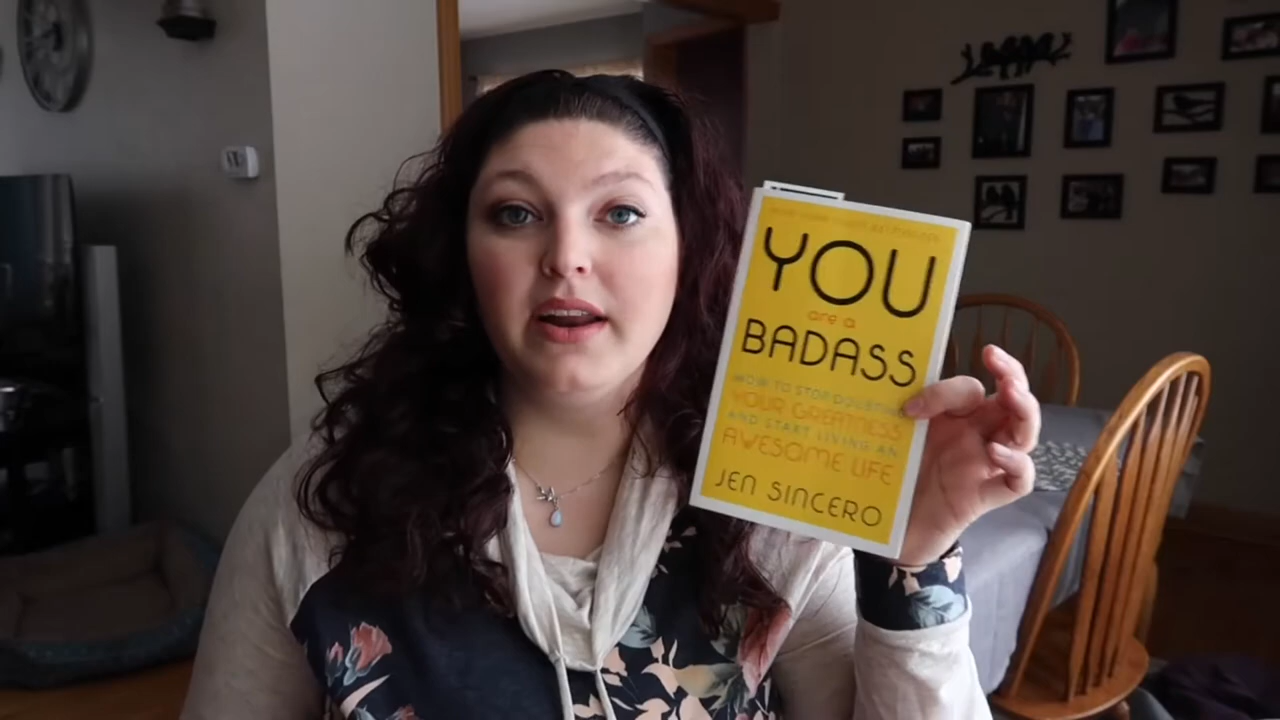 YOU
are a
BADASS
HOW TO STOP DOUBTING
YOUR GREATNESS
AND START LIVING AN
AWESOME LIFE
JEN SINCERO